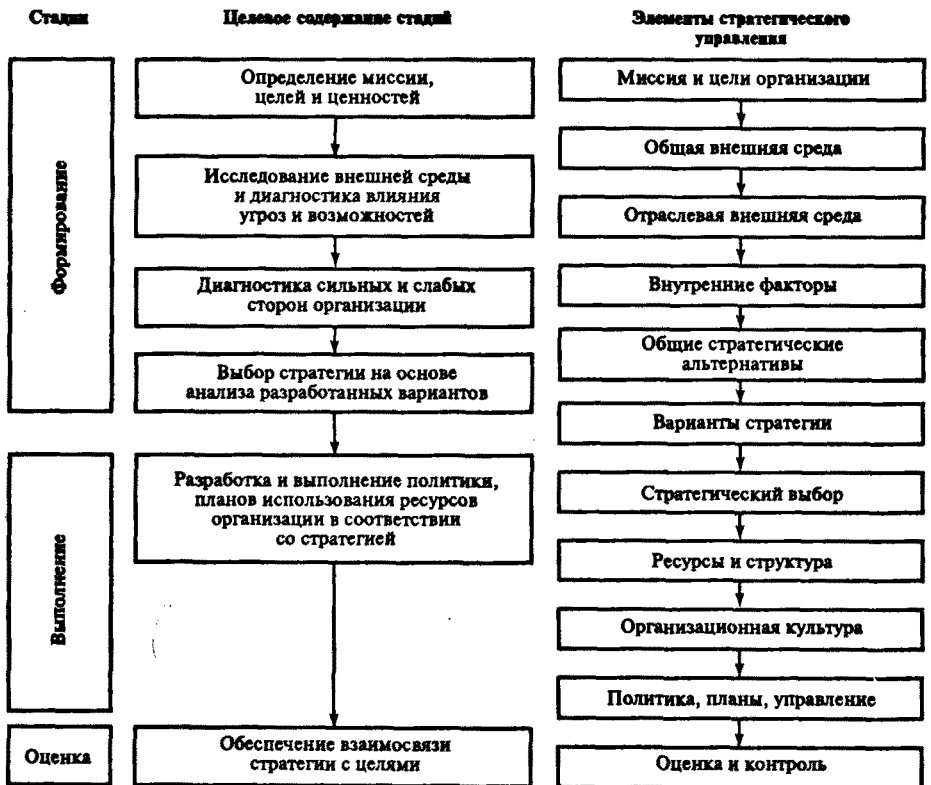 Стадии
Целевое содержание стадий
Элементы стратегического
управления
Формирование
Определение миссии,
целей и ценностей
Исследование внешней среды
и диагностика влияния
угроз и возможностей
Диагностика сильных и слабых
сторон организации
Выбор стратегии на основе
анализа разработанных вариантов
Выполнение
Разработка и выполнение политики,
планов использования ресурсов
организации в соответствии
со стратегией
Оценка
Обеспечение взаимосвязи
стратегии с целями
Миссия и цели организации
Общая внешняя среда
Отраслевая внешняя среда
Внутренние факторы
Общие стратегические
альтернативы
Варианты стратегии
Стратегический выбор
Ресурсы и структура
Организационная культура
Политика, планы, управление
Оценка и контроль